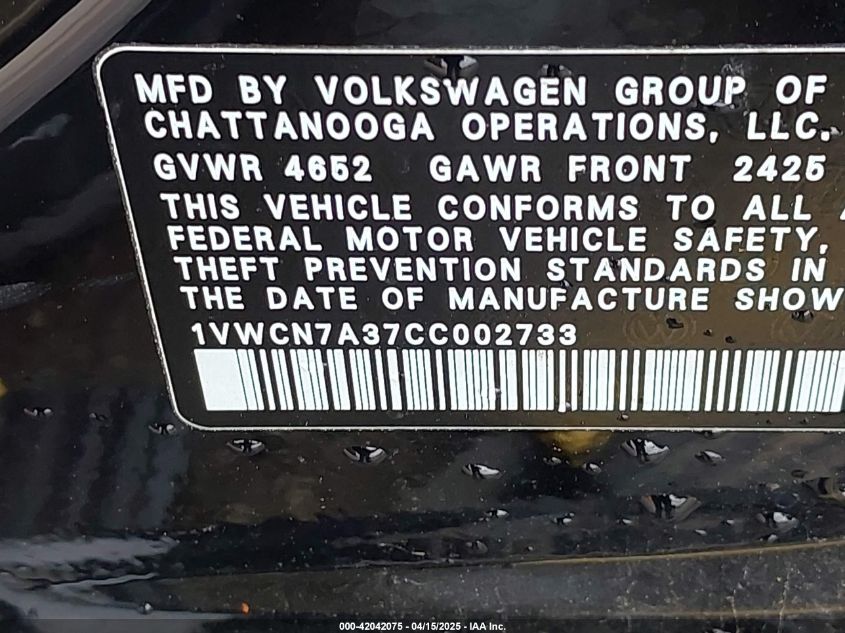 MFD BY VOLKSWAGEN GROUP OF
CHATTANOOGA OPERATIONS, LLC.
GVWR 4652 GAWR FRONT 2425
THIS VEHICLE CONFORMS TO ALL A
FEDERAL MOTOR VEHICLE SAFETY,
THEFT PREVENTION STANDARDS IN
THE DATE OF MANUFACTURE SHOW
1VWCN7A37CC002733
000-42042075 - 04/15/2025 - IAA Inc.